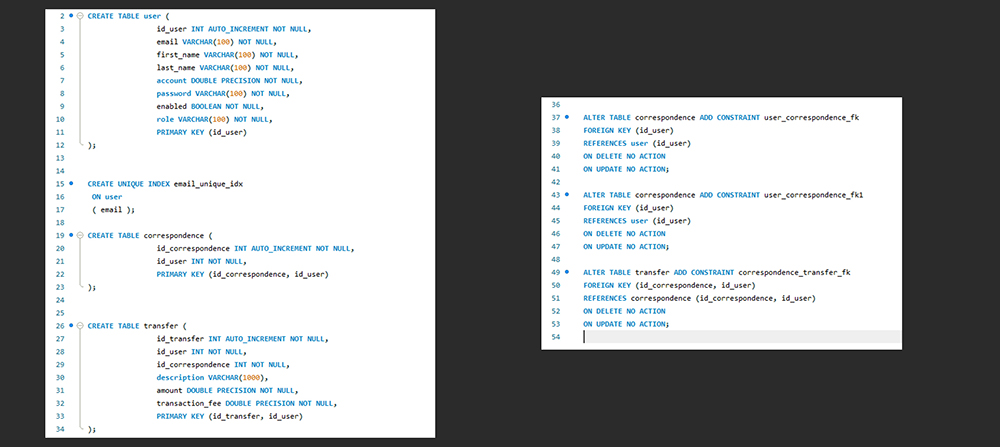 2 CREATE TABLE user (
3 id_user INT AUTO_INCREMENT NOT NULL,
4 email VARCHAR(100) NOT NULL,
5 first_name VARCHAR(100) NOT NULL,
6 last_name VARCHAR(100) NOT NULL,
7 account DOUBLE PRECISION NOT NULL,
8 password VARCHAR(100) NOT NULL,
9 enabled BOOLEAN NOT NULL,
10 role VARCHAR(100) NOT NULL,
11 PRIMARY KEY (id_user)
12 );
13
14
15 CREATE UNIQUE INDEX email_unique_idx
16 ON user
17 ( email );
18
19 CREATE TABLE correspondence (
20 id_correspondence INT AUTO_INCREMENT NOT NULL,
21 id_user INT NOT NULL,
22 PRIMARY KEY (id_correspondence, id_user)
23 );
24
25
26 CREATE TABLE transfer (
27 id_transfer INT AUTO_INCREMENT NOT NULL,
28 id_user INT NOT NULL,
29 id_correspondence INT NOT NULL,
30 description VARCHAR(1000),
31 amount DOUBLE PRECISION NOT NULL,
32 transaction_fee DOUBLE PRECISION NOT NULL,
33 PRIMARY KEY (id_transfer, id_user)
34 );
36
37 ALTER TABLE correspondence ADD CONSTRAINT user_correspondence_fk
38 FOREIGN KEY (id_user)
39 REFERENCES user (id_user)
40 ON DELETE NO ACTION
41 ON UPDATE NO ACTION;
42
43 ALTER TABLE correspondence ADD CONSTRAINT user_correspondence_fk1
44 FOREIGN KEY (id_user)
45 REFERENCES user (id_user)
46 ON DELETE NO ACTION
47 ON UPDATE NO ACTION;
48
49 ALTER TABLE transfer ADD CONSTRAINT correspondence_transfer_fk
50 FOREIGN KEY (id_correspondence, id_user)
51 REFERENCES correspondence (id_correspondence, id_user)
52 ON DELETE NO ACTION
53 ON UPDATE NO ACTION;
54